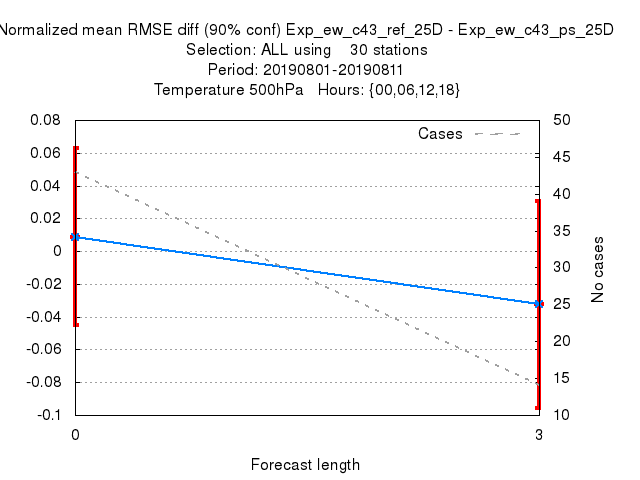 Normalized mean RMSE diff (90% conf) Exp_ew_c43_ref_25D - Exp_ew_c43_ps_25D
Selection: ALL using 30 stations
Period: 20190801-20190811
Temperature 500hPa Hours: {00,06,12,18}
Cases
0.08
0.06
0.04
0.02
0
-0.02
-0.04
-0.06
-0.08
-0.1
50
45
40
35
30
25
20
15
10
No cases
0 3
Forecast length